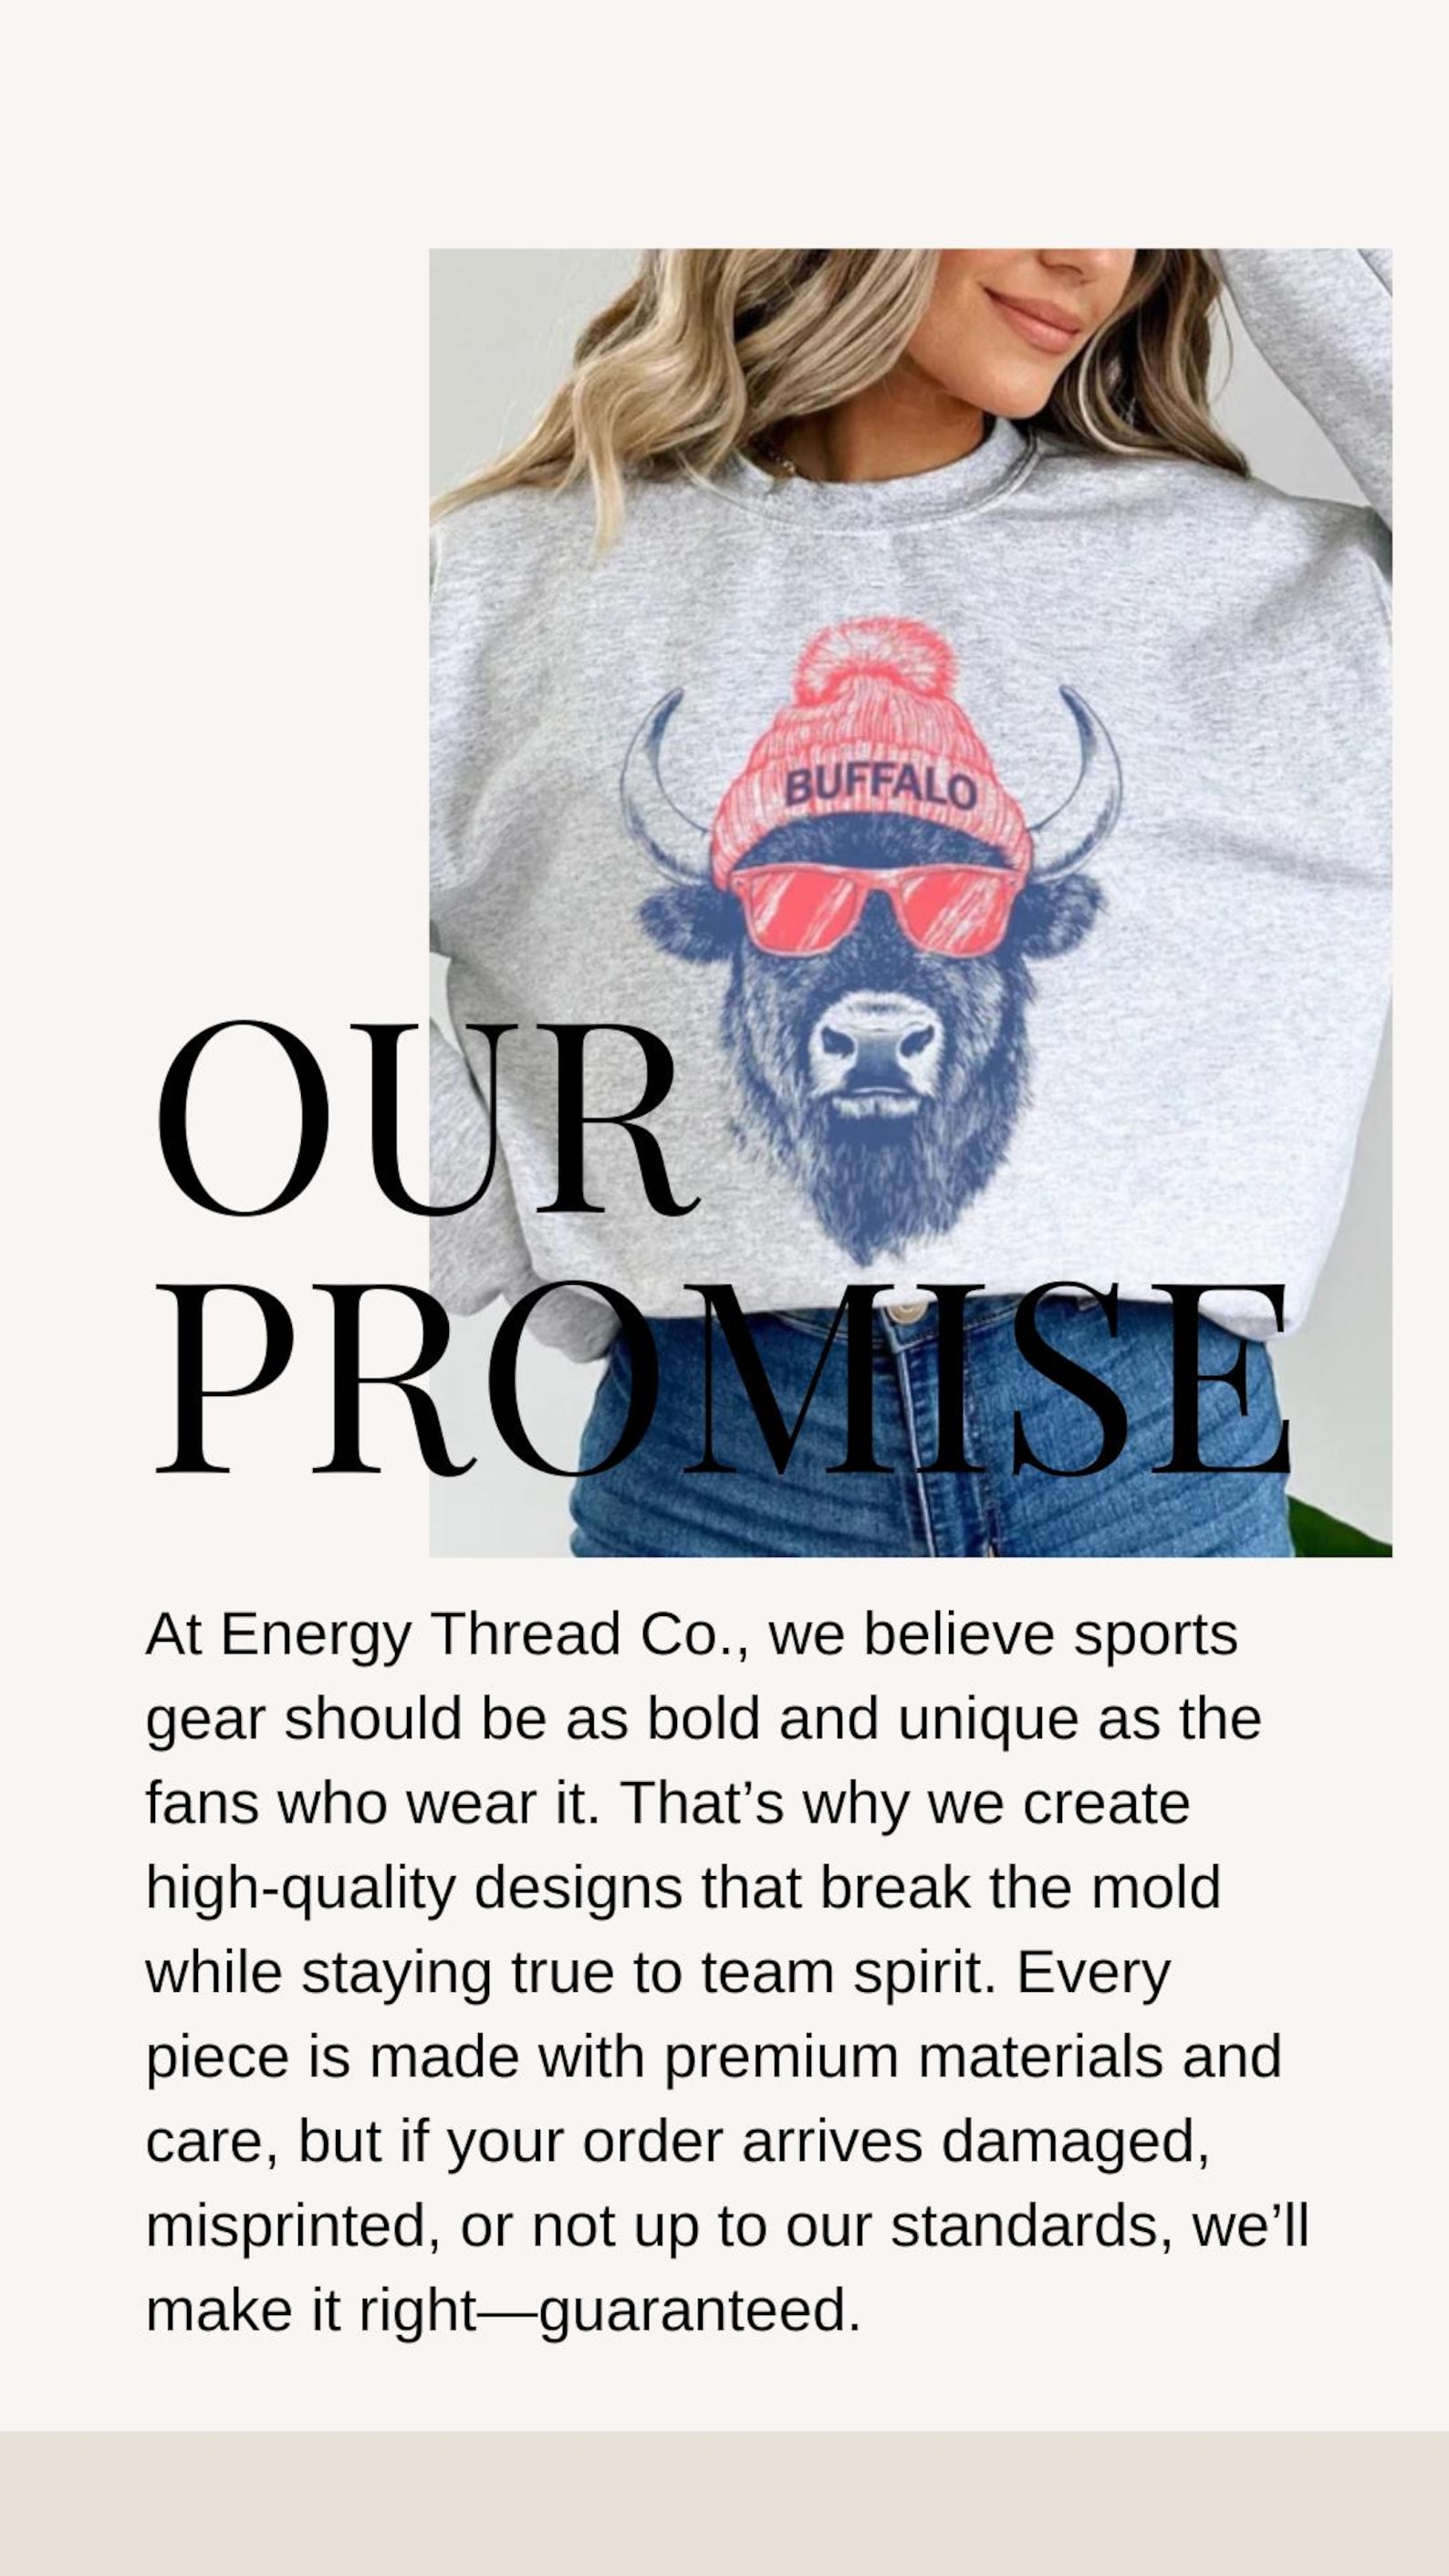 BUFFALO
OUR
PROMISE
At Energy Thread Co., we believe sports
gear should be as bold and unique as the
fans who wear it. That’s why we create
high-quality designs that break the mold
while staying true to team spirit. Every
piece is made with premium materials and
care, but if your order arrives damaged,
misprinted, or not up to our standards, we’ll
make it right—guaranteed.